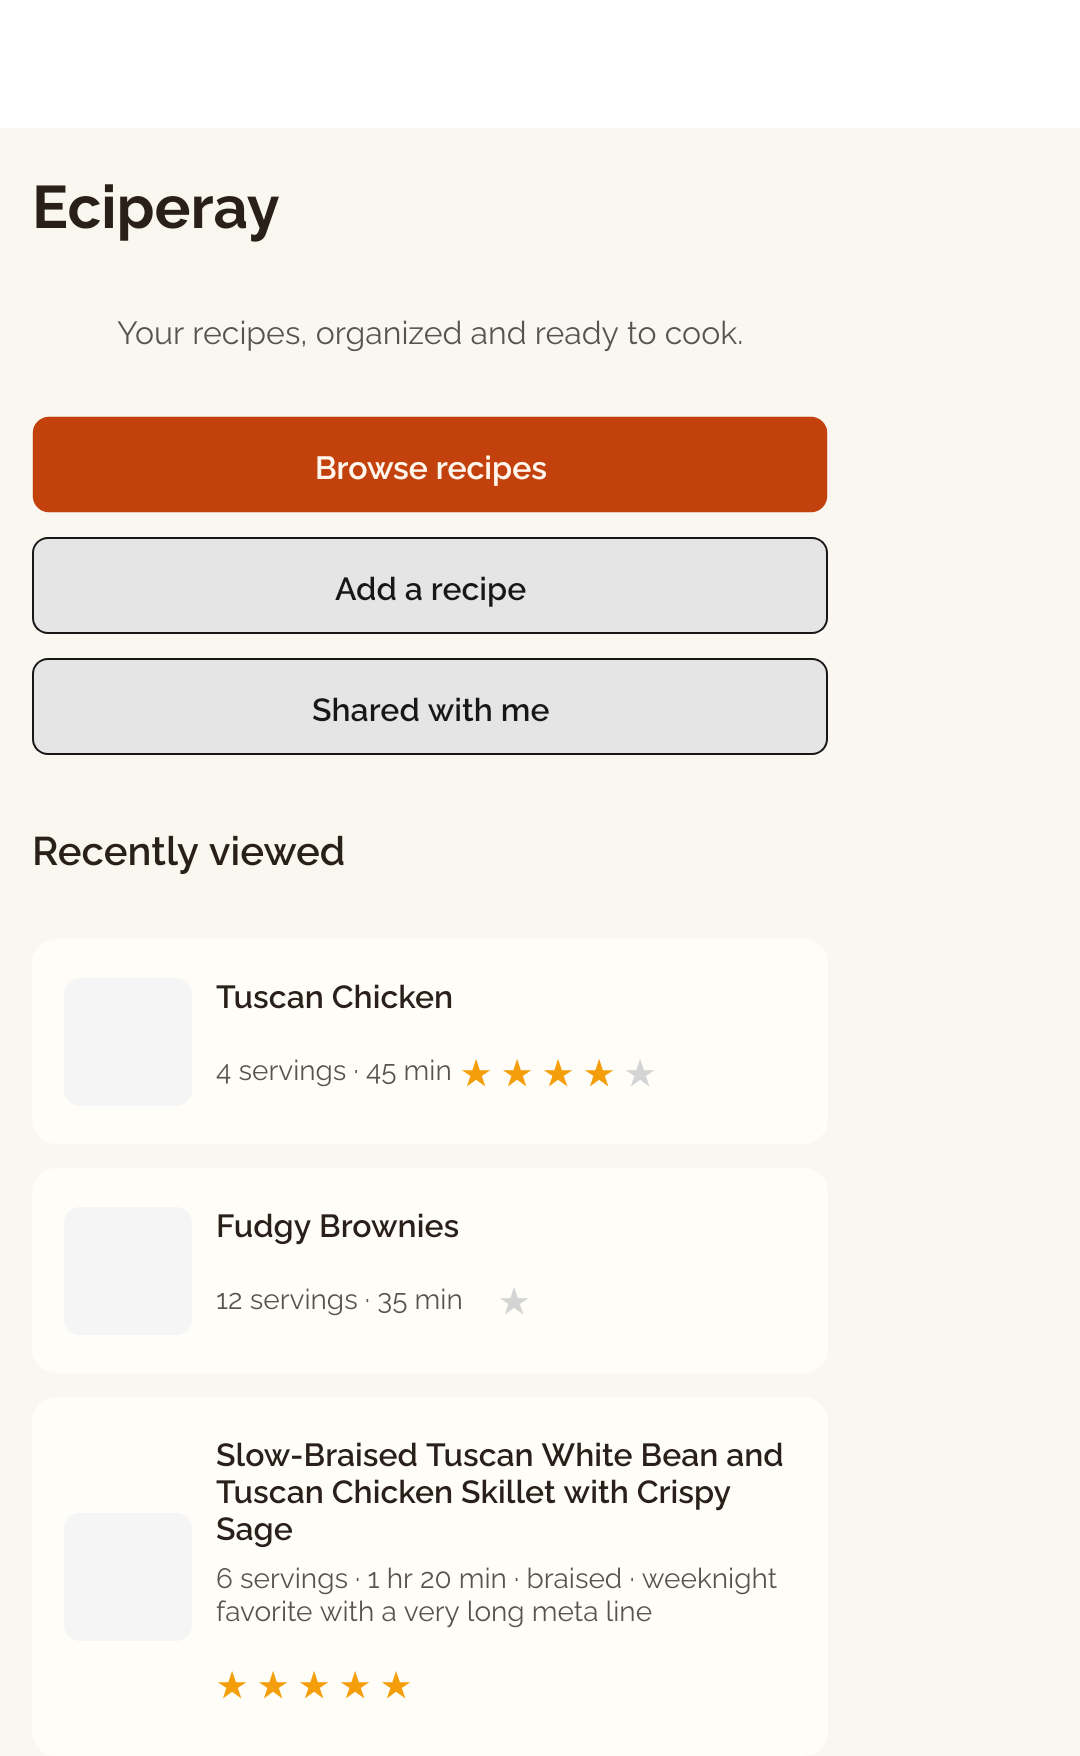 Eciperay
Your recipes, organized and ready to cook.
Browse recipes
Add a recipe
Shared with me
Recently viewed
Tuscan Chicken
4 servings · 45 min ★ ★ ★ ★ ★
Fudgy Brownies
12 servings · 35 min ★
Slow-Braised Tuscan White Bean and
Tuscan Chicken Skillet with Crispy
Sage
6 servings · 1 hr 20 min · braised · weeknight
favorite with a very long meta line
★ ★ ★ ★ ★